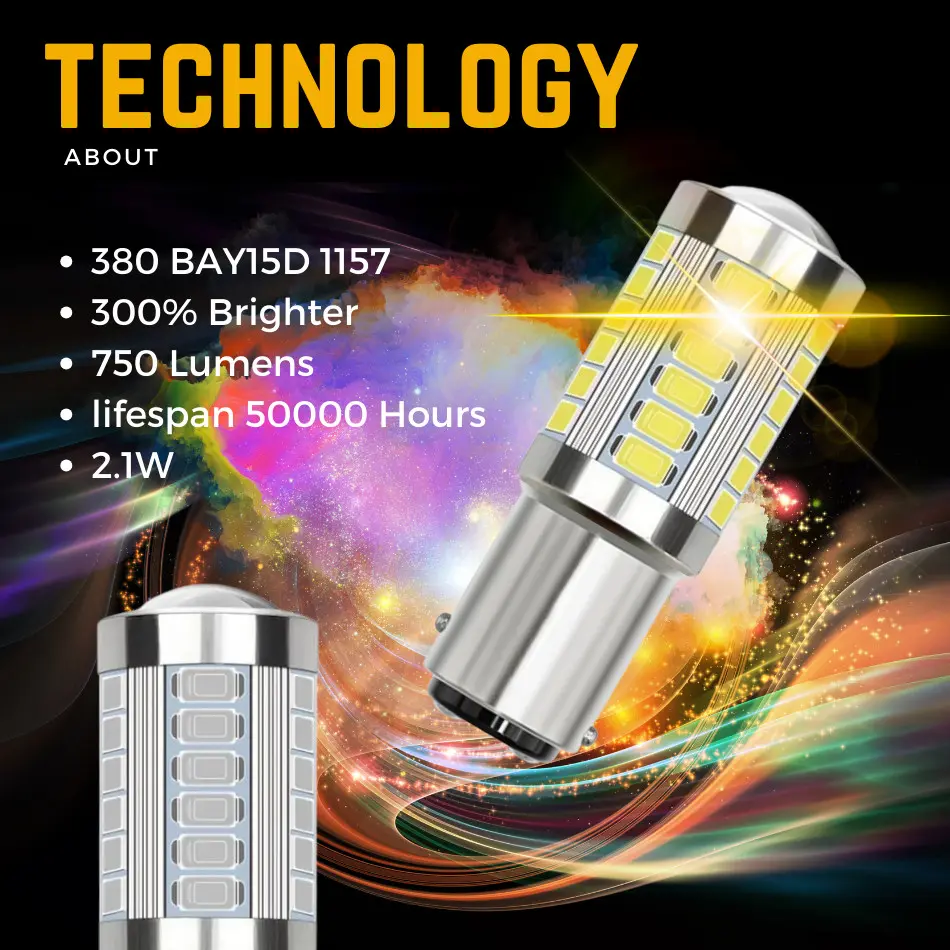 TECHNOLOGY
ABOUT
380 BAY15D 1157
300% Brighter
750 Lumens
lifespan 50000 Hours
2.1W